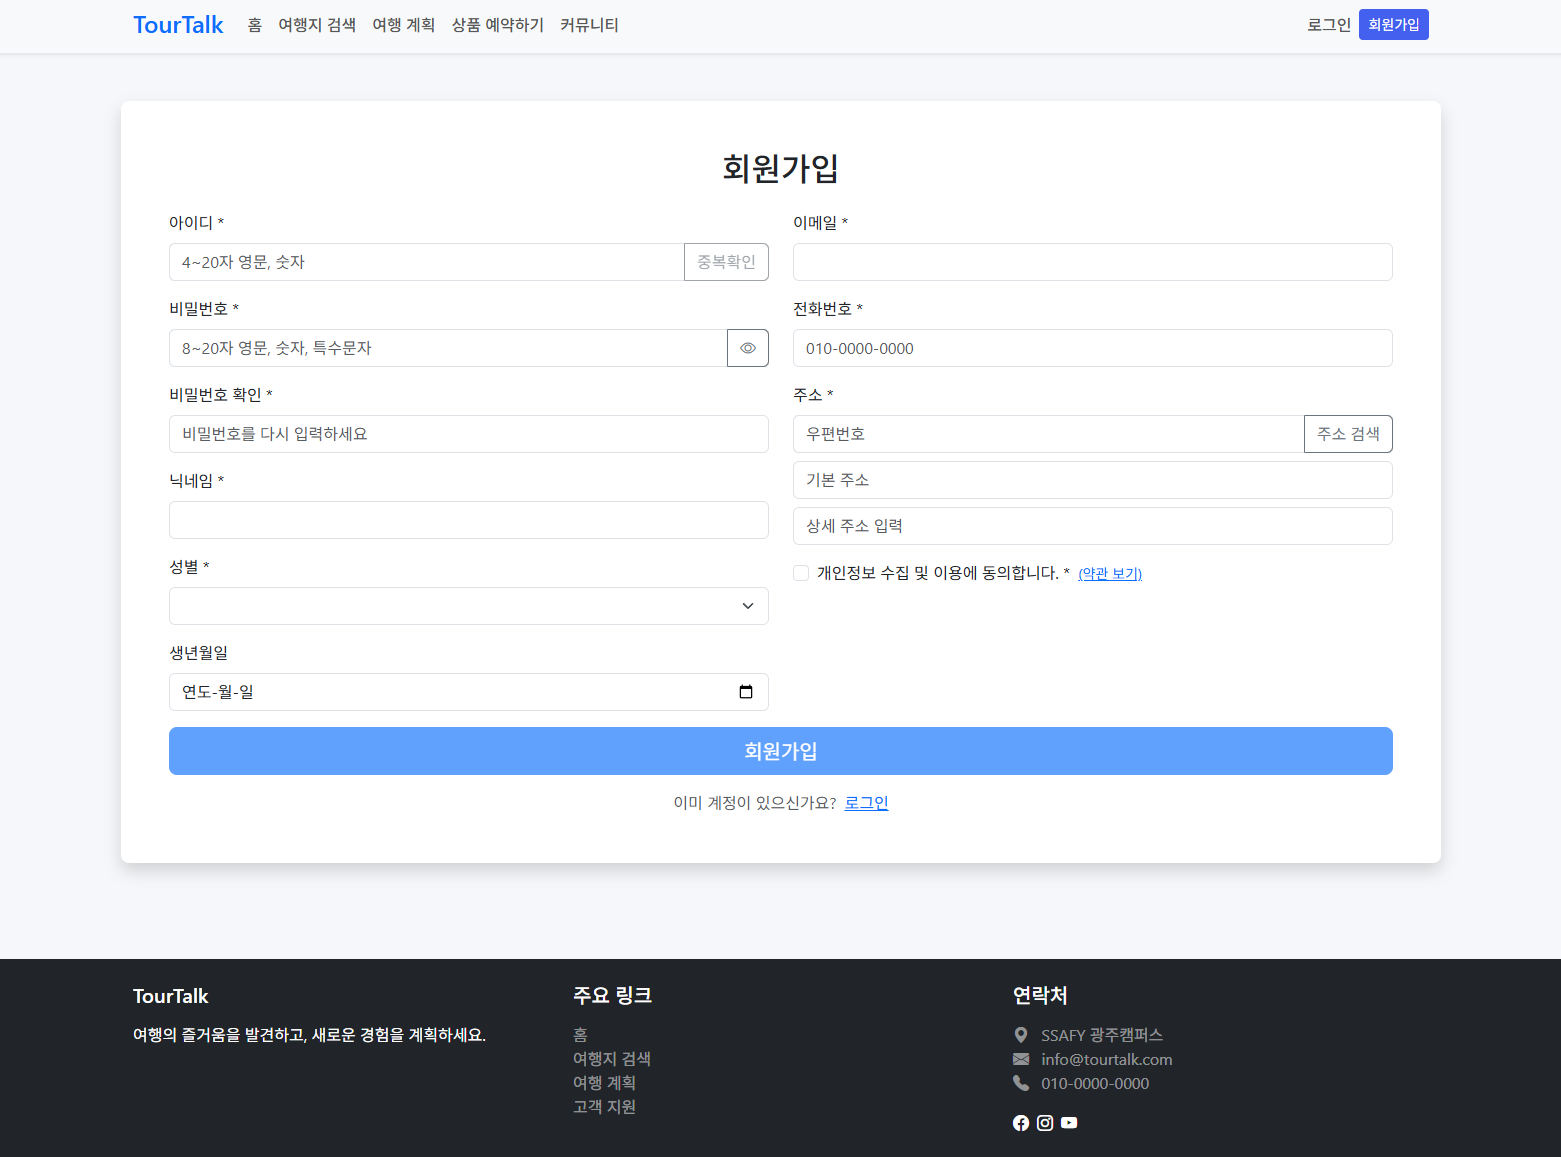 TourTalk 홈 여행지 검색 여행 계획 상품 예약하기 커뮤니티 로그인 회원가입
회원가입
아이디 *
4~20자 영문, 숫자 중복확인
비밀번호 *
8~20자 영문, 숫자, 특수문자
비밀번호 확인 *
비밀번호를 다시 입력하세요
닉네임 *
성별 *
생년월일
연도-월-일
이메일 *
전화번호 *
010-0000-0000
주소 *
우편번호 주소 검색
기본 주소
상세 주소 입력
개인정보 수집 및 이용에 동의합니다. * (약관 보기)
회원가입
이미 계정이 있으신가요? 로그인
TourTalk
여행의 즐거움을 발견하고, 새로운 경험을 계획하세요.
주요 링크
홈
여행지 검색
여행 계획
고객 지원
연락처
SSAFY 광주캠퍼스
info@tourtalk.com
010-0000-0000